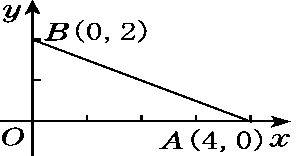 y
B(0, 2)
O
A(4, 0) x